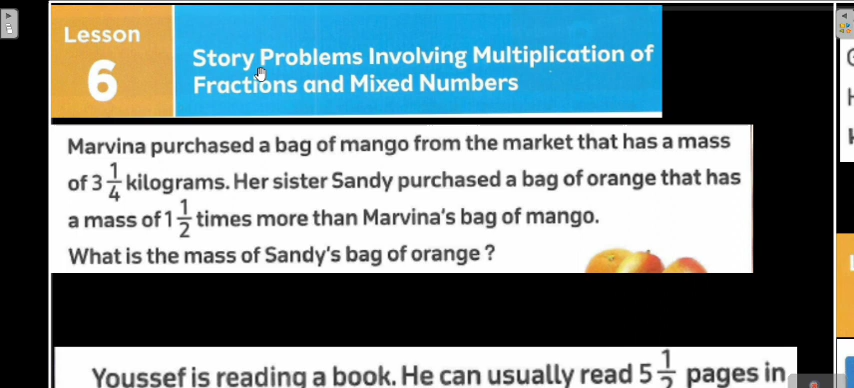 Lesson
6
Story Problems Involving Multiplication of
Fractions and Mixed Numbers
Marvina purchased a bag of mango from the market that has a mass
of 3 1/4 kilograms. Her sister Sandy purchased a bag of orange that has
a mass of 1 1/2 times more than Marvina's bag of mango.
What is the mass of Sandy's bag of orange ?
Youssef is reading a book. He can usually read 5 1/2 pages in